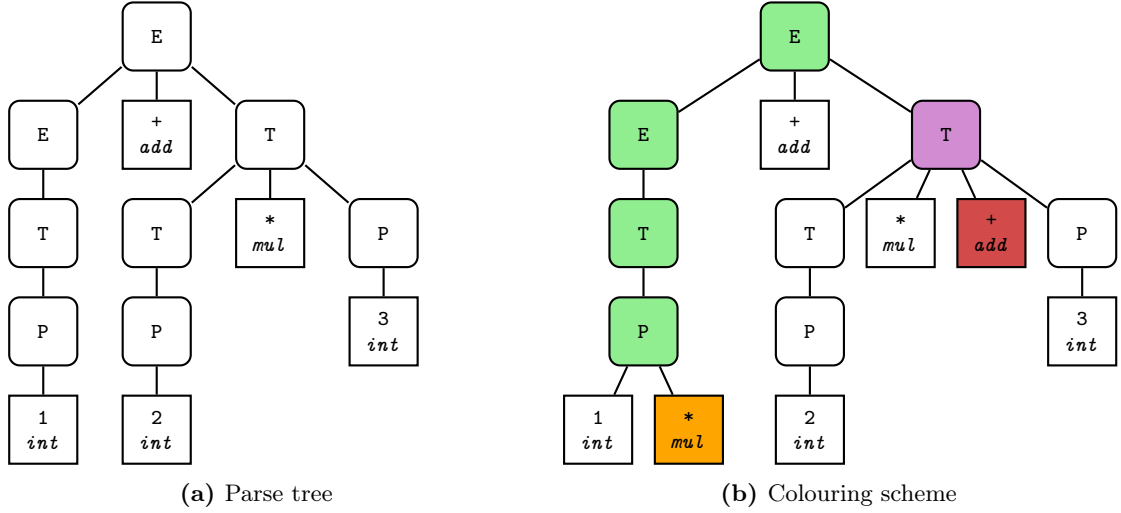 E
E
+
add
T
T
T
*
mul
P
P
P
3
int
1
int
2
int
(a) Parse tree
E
E
+
add
T
T
T
*
mul
+
add
P
P
P
3
int
1
int
*
mul
2
int
(b) Colouring scheme